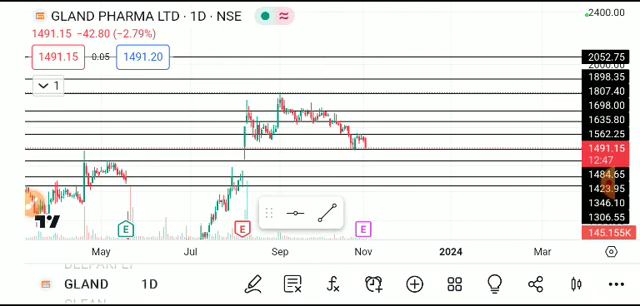 GLAND PHARMA LTD · 1D · NSE
1491.15 −42.80 (−2.79%)
1491.15 0.05 1491.20
1
2400.00
2052.75
2000.00
1898.35
1807.40
1698.00
1635.80
1562.25
1491.15
12:47
1484.65
1423.95
1346.10
1306.55
145.155K
E E E
May Jul Sep Nov 2024 Mar
GLAND 1D